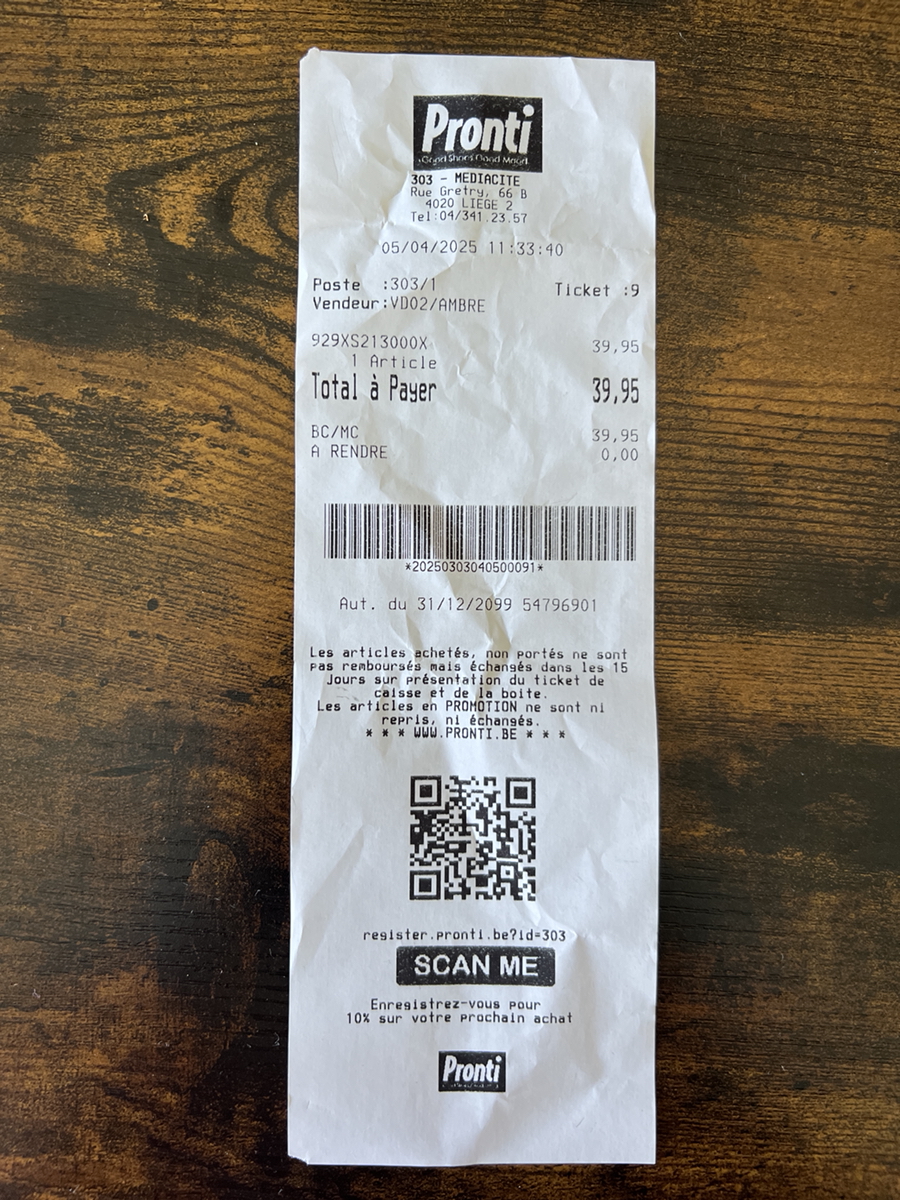 Pronti
Good Shoes Good Mood
303 - MEDIACITE
Rue Gretry, 66 B
4020 LIEGE 2
Tel:04/341.23.57
05/04/2025 11:33:40
Poste :303/1 Ticket :9
Vendeur:VD02/AMBRE
929XS213000X 39,95
1 Article
Total à Payer 39,95
BC/MC 39,95
A RENDRE 0,00
*20250303040500091*
Aut. du 31/12/2099 54796901
Les articles achetés, non portés ne sont
pas remboursés mais échangés dans les 15
Jours sur présentation du ticket de
caisse et de la boite.
Les articles en PROMOTION ne sont ni
repris, ni échangés.
* * * WWW.PRONTI.BE * * *
register.pronti.be?id=303
SCAN ME
Enregistrez-vous pour
10% sur votre prochain achat
Pronti